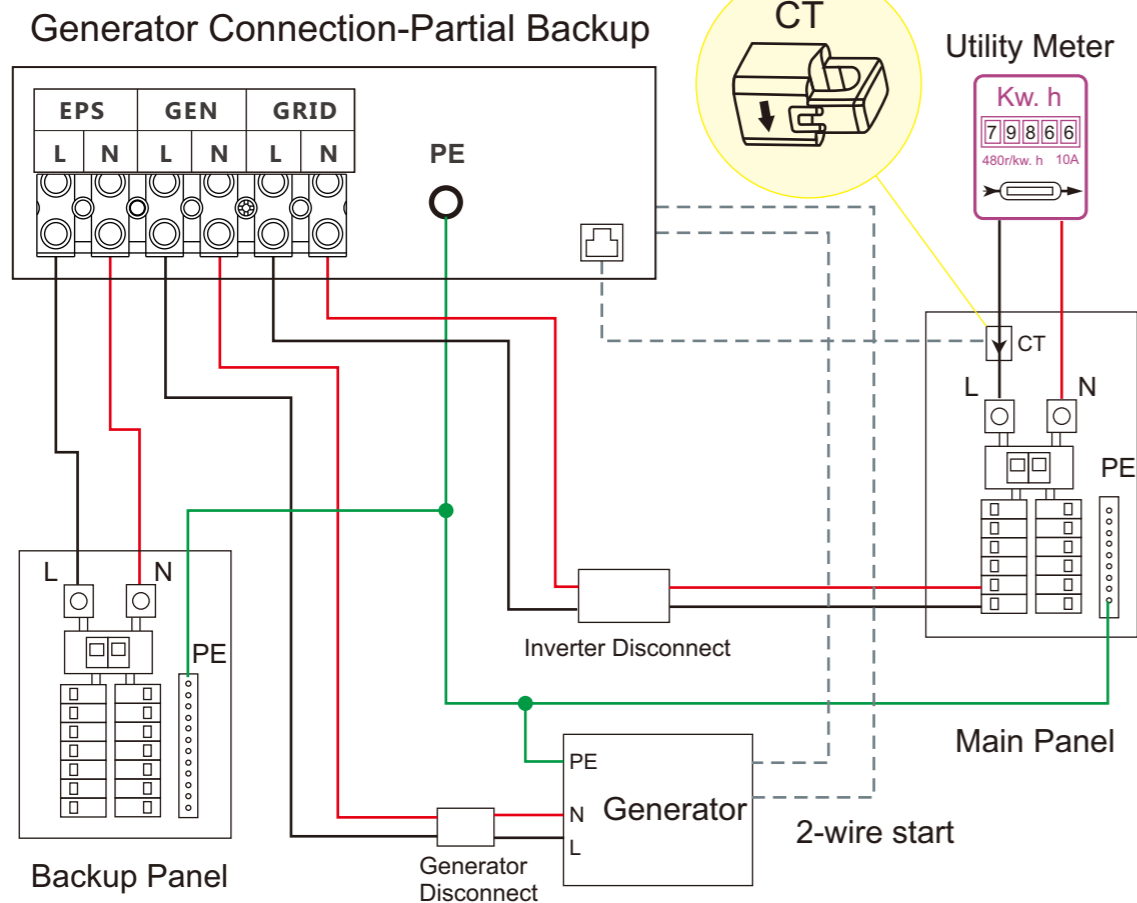 Generator Connection-Partial Backup
CT
Utility Meter
Kw. h
79866
480r/kw. h 10A
EPS GEN GRID
L N L N L N
PE
CT
L N
PE
L N
PE
Inverter Disconnect
Main Panel
PE
Generator
N
L
2-wire start
Backup Panel
Generator
Disconnect